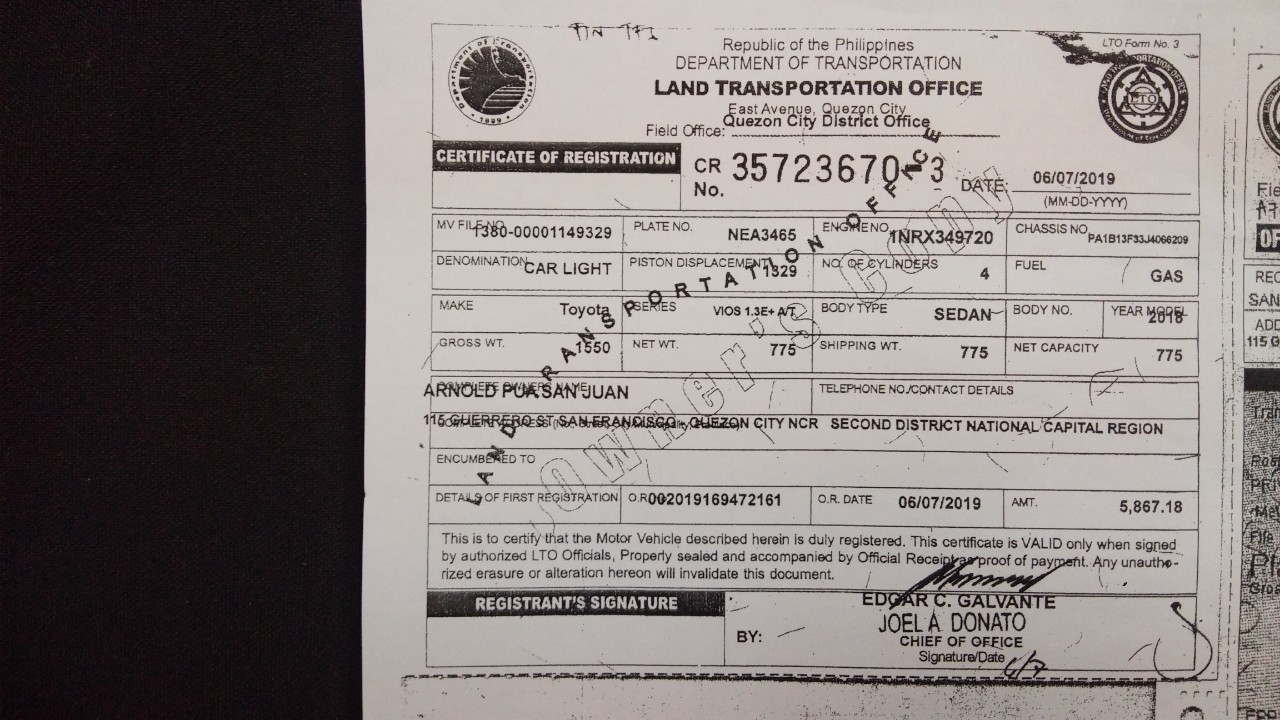 LTO Form No. 3
Republic of the Philippines
DEPARTMENT OF TRANSPORTATION
LAND TRANSPORTATION OFFICE
East Avenue, Quezon City
Quezon City District Office
Field Office:
CERTIFICATE OF REGISTRATION
CR No. 35723670-3
DATE: 06/07/2019
(MM-DD-YYYY)
MV FILE NO. 1380-00001149329
PLATE NO. NEA3465
ENGINE NO. 1NRX349720
CHASSIS NO. PA1B13F33J4066209
DENOMINATION CAR LIGHT
PISTON DISPLACEMENT 1329
NO. OF CYLINDERS 4
FUEL GAS
MAKE Toyota
SERIES VIOS 1.3E+ A/T
BODY TYPE SEDAN
BODY NO.
YEAR MODEL 2018
GROSS WT. 1550
NET WT. 775
SHIPPING WT. 775
NET CAPACITY 775
COMPLETE OWNER'S NAME
ARNOLD PUA SAN JUAN
TELEPHONE NO./CONTACT DETAILS
115 GUERRERO ST SAN FRANCISCO - QUEZON CITY NCR SECOND DISTRICT NATIONAL CAPITAL REGION
ENCUMBERED TO
DETAILS OF FIRST REGISTRATION
O.R. 002019169472161
O.R. DATE 06/07/2019
AMT. 5,867.18
This is to certify that the Motor Vehicle described herein is duly registered. This certificate is VALID only when signed
by authorized LTO Officials, Property sealed and accompanied by Official Receipt as proof of payment. Any unautho-
rized erasure or alteration hereon will invalidate this document.
REGISTRANT'S SIGNATURE
EDGAR C. GALVANTE
BY: JOEL A. DONATO
CHIEF OF OFFICE
Signature/Date 6/7
LAND TRANSPORTATION OFFICE
Owner's Copy